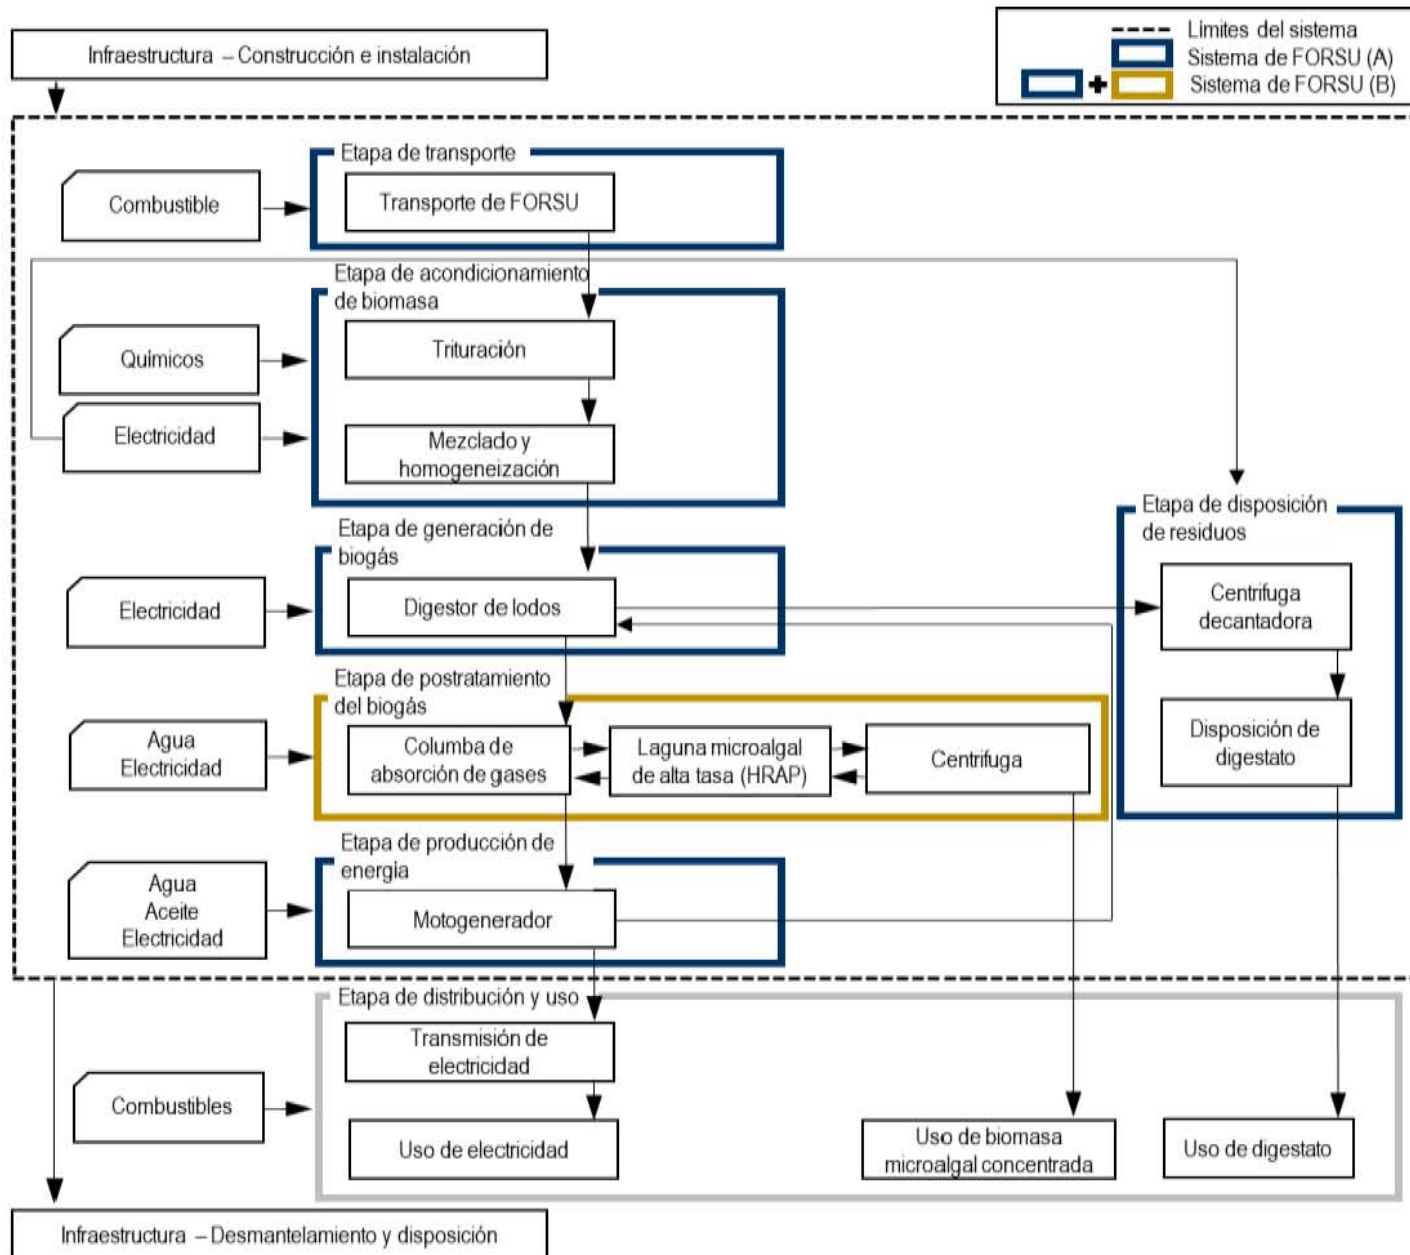 Infraestructura – Construcción e instalación
Limites del sistema
Sistema de FORSU (A)
Sistema de FORSU (B)
Etapa de transporte
Combustible
Transporte de FORSU
Etapa de acondicionamiento
de biomasa
Químicos
Trituración
Electricidad
Mezclado y
homogeneización
Etapa de disposición
de residuos
Etapa de generación de
biogás
Electricidad
Digestor de lodos
Centrifuga
decantadora
Etapa de postratamiento
del biogás
Agua
Electricidad
Columba de
absorción de gases
Laguna microalgal
de alta tasa (HRAP)
Centrifuga
Disposición de
digestato
Etapa de producción de
energía
Agua
Aceite
Electricidad
Motogenerador
Etapa de distribución y uso
Transmisión de
electricidad
Combustibles
Uso de electricidad
Uso de biomasa
microalgal concentrada
Uso de digestato
Infraestructura – Desmantelamiento y disposición